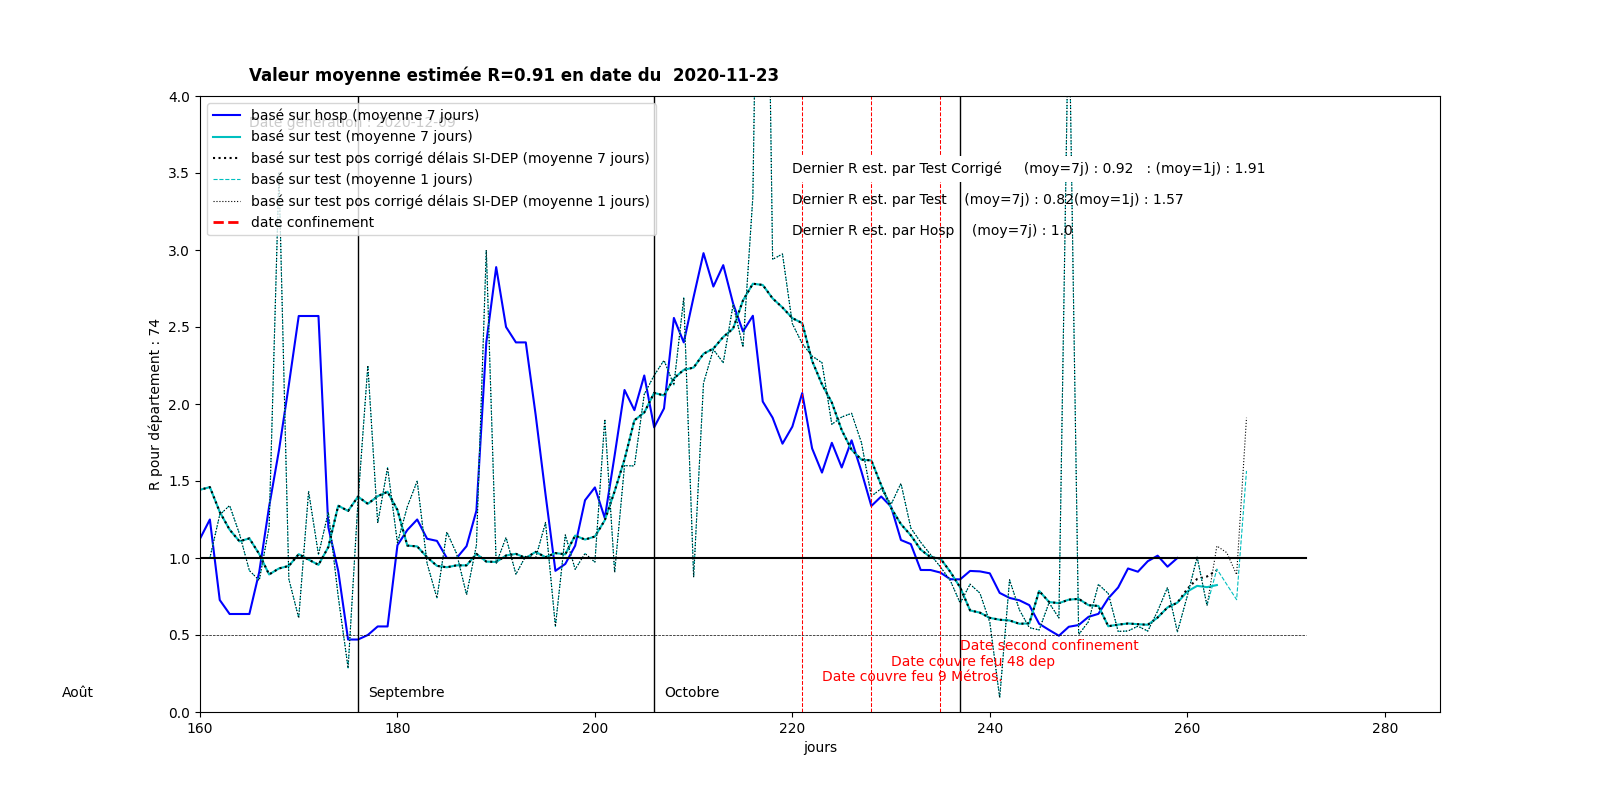 Valeur moyenne estimée R=0.91 en date du  2020-11-23
4.0
3.5
3.0
2.5
2.0
1.5
1.0
0.5
0.0
R pour département : 74
basé sur hosp (moyenne 7 jours)
Date génération : 2020-12-09
basé sur test (moyenne 7 jours)
basé sur test pos corrigé délais SI-DEP (moyenne 7 jours)
basé sur test (moyenne 1 jours)
basé sur test pos corrigé délais SI-DEP (moyenne 1 jours)
date confinement
Dernier R est. par Test Corrigé     (moy=7j) : 0.92   : (moy=1j) : 1.91
Dernier R est. par Test    (moy=7j) : 0.82(moy=1j) : 1.57
Dernier R est. par Hosp    (moy=7j) : 1.0
Date second confinement
Date couvre feu 48 dep
Date couvre feu 9 Métros
Août
Septembre
Octobre
160 180 200 220 240 260 280
jours